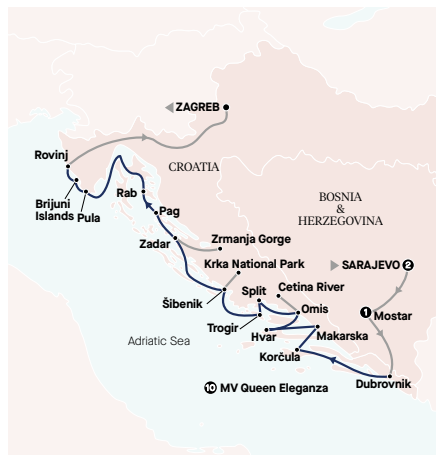 ZAGREB
Rovinj
CROATIA
Brijuni
Islands
Pula
Rab
Pag
BOSNIA
&
HERZEGOVINA
Zadar
Zrmanja Gorge
Krka National Park
SARAJEVO 2
Split
Cetina River
Šibenik
Omis
1 Mostar
Trogir
Hvar
Makarska
Adriatic Sea
Korčula
Dubrovnik
10 MV Queen Eleganza